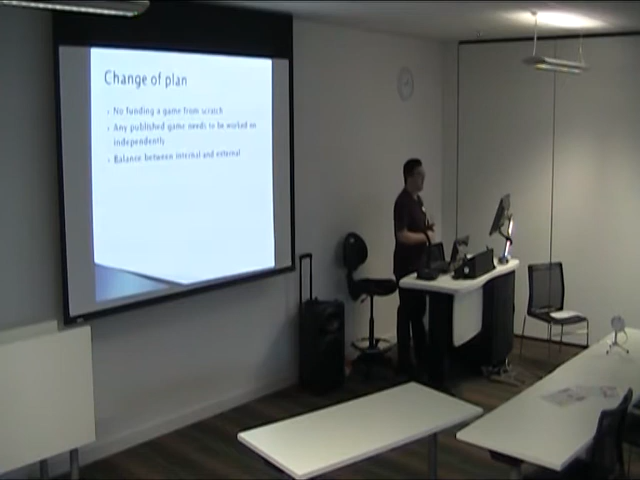 Change of plan
No funding a game from scratch
Any published game needs to be worked on
independently
Balance between internal and external